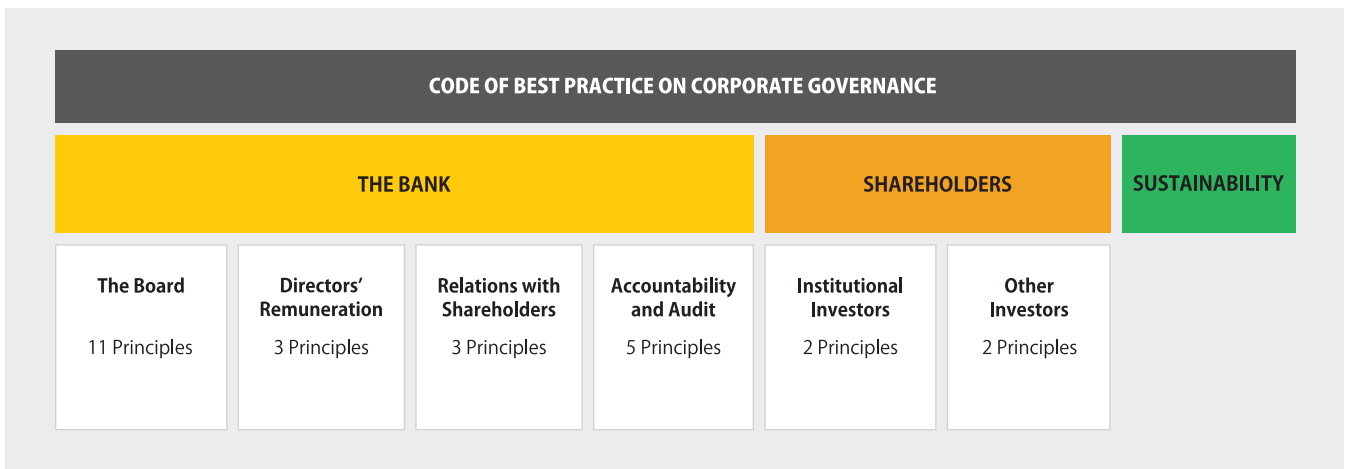 CODE OF BEST PRACTICE ON CORPORATE GOVERNANCE
THE BANK
SHAREHOLDERS
SUSTAINABILITY
The Board
11 Principles
Directors’
Remuneration
3 Principles
Relations with
Shareholders
3 Principles
Accountability
and Audit
5 Principles
Institutional
Investors
2 Principles
Other
Investors
2 Principles